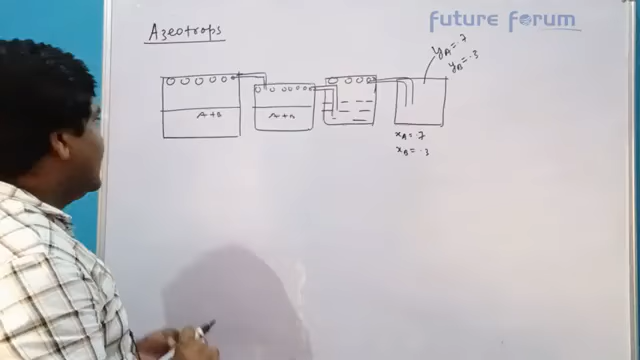 future Forum
Azeotrops
yA = .7
yB = .3
A+B
A+B
xA = .7
xB = .3